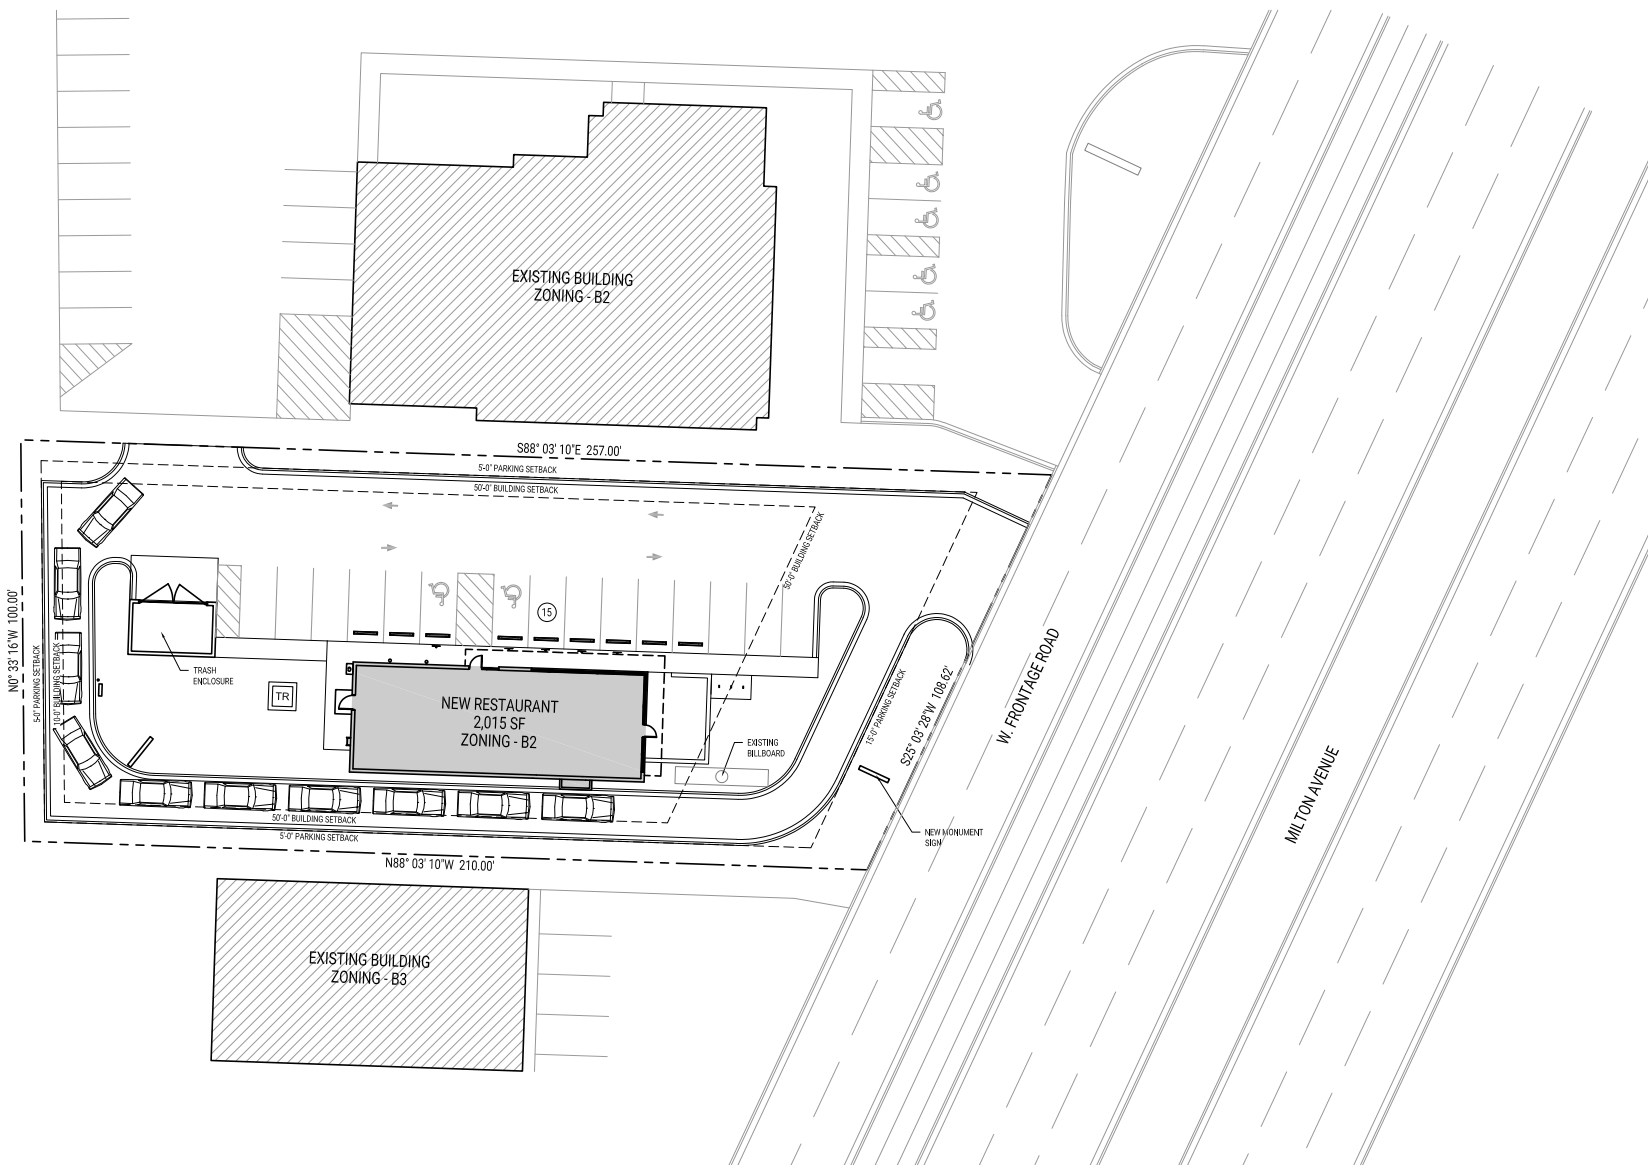 EXISTING BUILDING
ZONING - B2
S88° 03' 10"E 257.00'
5'-0" PARKING SETBACK
50'-0" BUILDING SETBACK
50'-0" BUILDING SETBACK
15
N0° 33' 16"W 100.00'
5'-0" PARKING SETBACK
10'-0" BUILDING SETBACK
TRASH
ENCLOSURE
TR
NEW RESTAURANT
2,015 SF
ZONING - B2
EXISTING
BILLBOARD
15'-0" PARKING SETBACK
S25° 03' 28"W 108.62'
W. FRONTAGE ROAD
MILTON AVENUE
NEW MONUMENT
SIGN
50'-0" BUILDING SETBACK
5'-0" PARKING SETBACK
N88° 03' 10"W 210.00'
EXISTING BUILDING
ZONING - B3